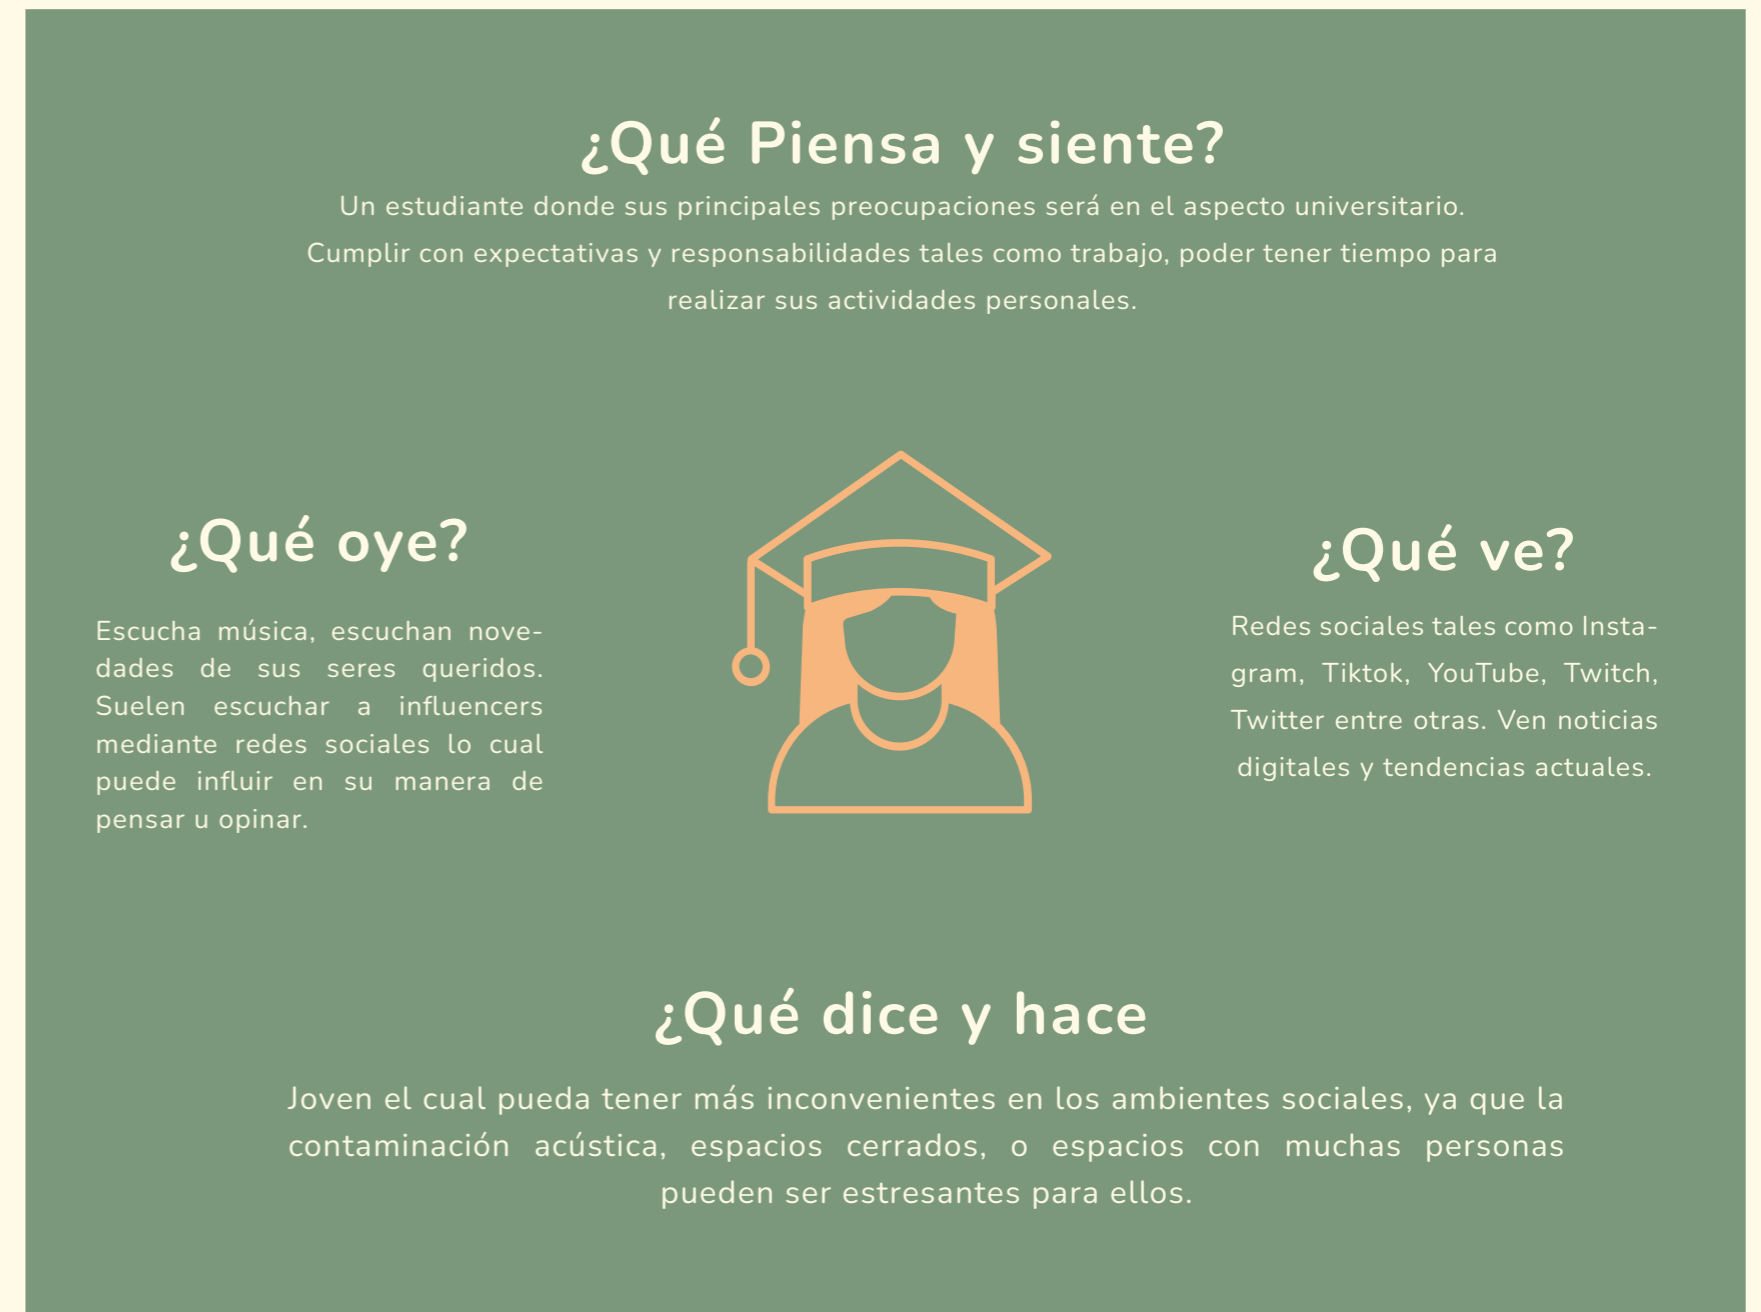 ¿Qué Piensa y siente?
Un estudiante donde sus principales preocupaciones será en el aspecto universitario.
Cumplir con expectativas y responsabilidades tales como trabajo, poder tener tiempo para
realizar sus actividades personales.
¿Qué oye?
Escucha música, escuchan nove-
dades de sus seres queridos.
Suelen escuchar a influencers
mediante redes sociales lo cual
puede influir en su manera de
pensar u opinar.
¿Qué ve?
Redes sociales tales como Insta-
gram, Tiktok, YouTube, Twitch,
Twitter entre otras. Ven noticias
digitales y tendencias actuales.
¿Qué dice y hace
Joven el cual pueda tener más inconvenientes en los ambientes sociales, ya que la
contaminación acústica, espacios cerrados, o espacios con muchas personas
pueden ser estresantes para ellos.